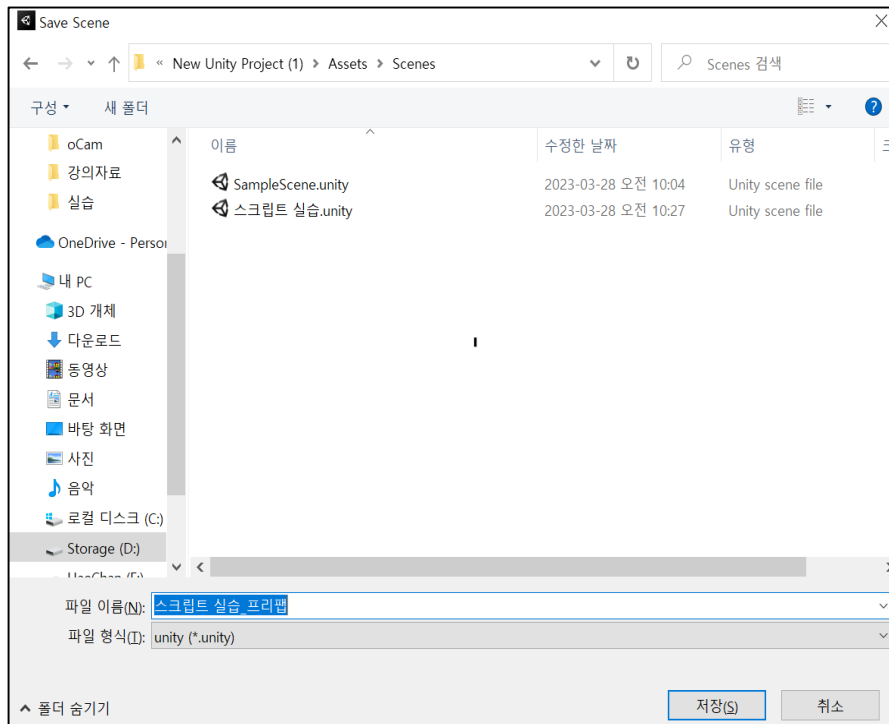 Save Scene
« New Unity Project (1) > Assets > Scenes
Scenes 검색
구성
새 폴더
oCam
강의자료
실습
OneDrive - Person
내 PC
3D 개체
다운로드
동영상
문서
바탕 화면
사진
음악
로컬 디스크 (C:)
Storage (D:)
이름 수정한 날짜 유형
SampleScene.unity 2023-03-28 오전 10:04 Unity scene file
스크립트 실습.unity 2023-03-28 오전 10:27 Unity scene file
파일 이름(N): 스크립트 실습_프리팹
파일 형식(T): unity (*.unity)
폴더 숨기기
저장(S)
취소